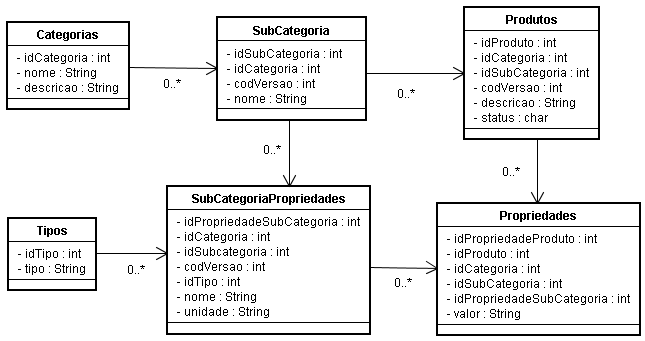 Categorias
- idCategoria : int
- nome : String
- descricao : String
0..*
SubCategoria
- idSubCategoria : int
- idCategoria : int
- codVersao : int
- nome : String
0..*
Produtos
- idProduto : int
- idCategoria : int
- idSubCategoria : int
- codVersao : int
- descricao : String
- status : char
0..*
0..*
Tipos
- idTipo : int
- tipo : String
0..*
SubCategoriaPropriedades
- idPropriedadeSubCategoria : int
- idCategoria : int
- idSubcategoria : int
- codVersao : int
- idTipo : int
- nome : String
- unidade : String
0..*
Propriedades
- idPropriedadeProduto : int
- idProduto : int
- idCategoria : int
- idSubCategoria : int
- idPropriedadeSubCategoria : int
- valor : String